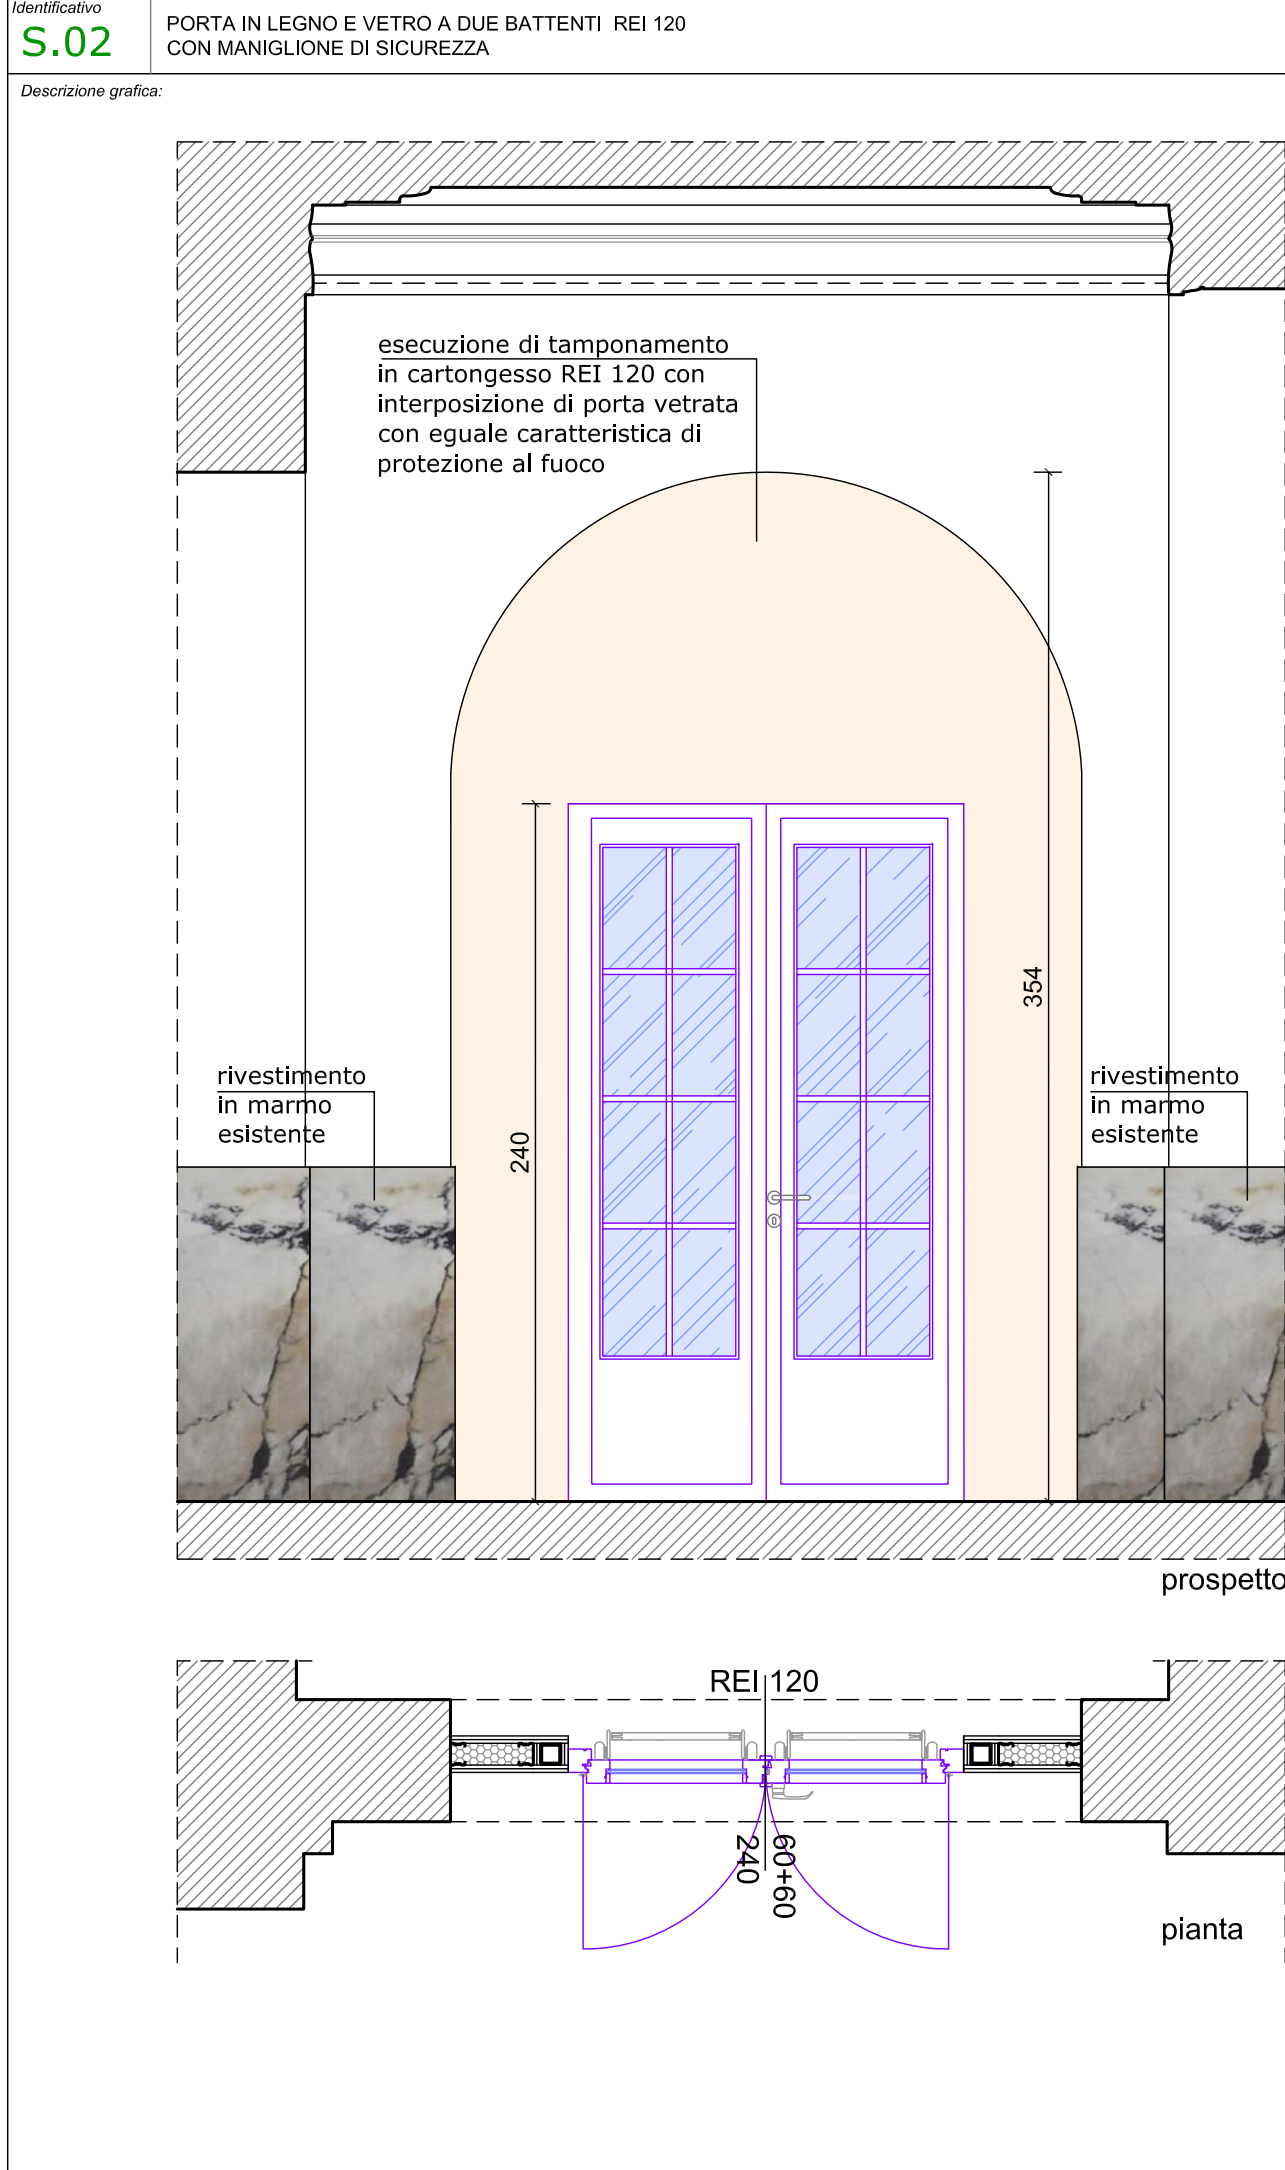 Identificativo
S.02
PORTA IN LEGNO E VETRO A DUE BATTENTI REI 120
CON MANIGLIONE DI SICUREZZA
Descrizione grafica:
esecuzione di tamponamento
in cartongesso REI 120 con
interposizione di porta vetrata
con eguale caratteristica di
protezione al fuoco
354
240
rivestimento
in marmo
esistente
rivestimento
in marmo
esistente
prospetto
REI 120
60+60
240
pianta